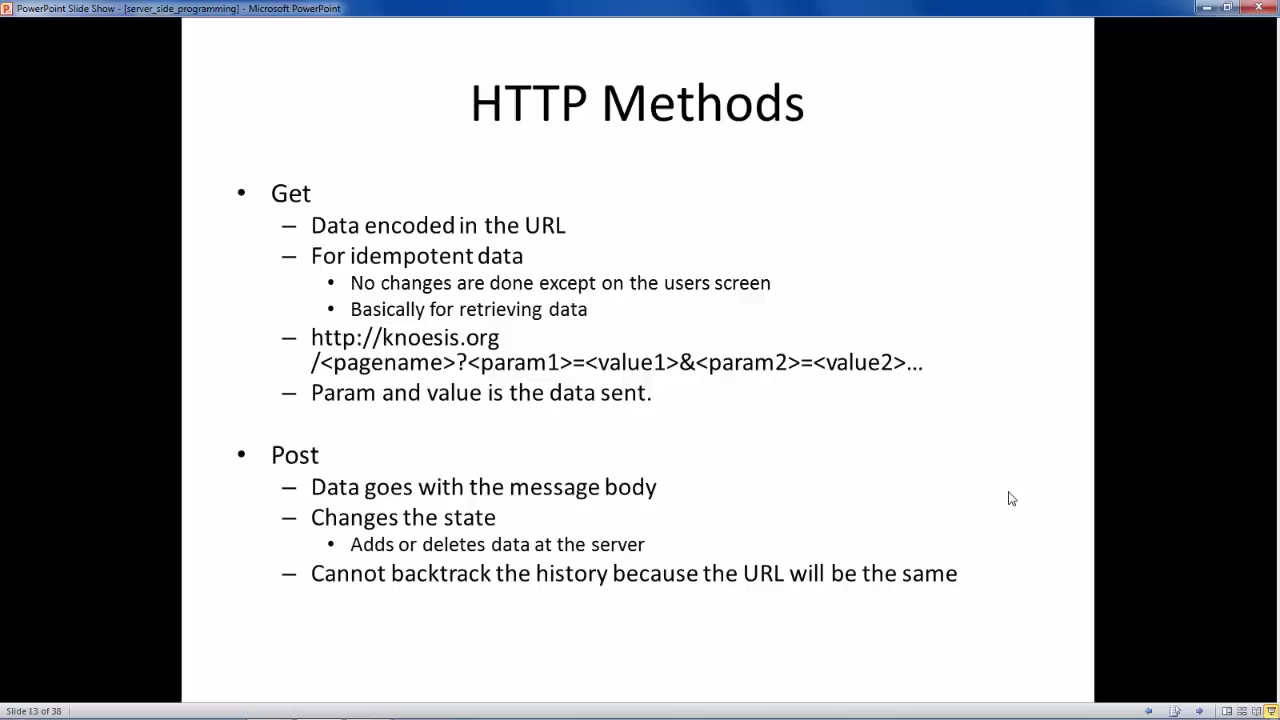 PowerPoint Slide Show - [server_side_programming] - Microsoft PowerPoint
HTTP Methods
• Get
– Data encoded in the URL
– For idempotent data
• No changes are done except on the users screen
• Basically for retrieving data
– http://knoesis.org
/<pagename>?<param1>=<value1>&<param2>=<value2>...
– Param and value is the data sent.
• Post
– Data goes with the message body
– Changes the state
• Adds or deletes data at the server
– Cannot backtrack the history because the URL will be the same
Slide 13 of 38